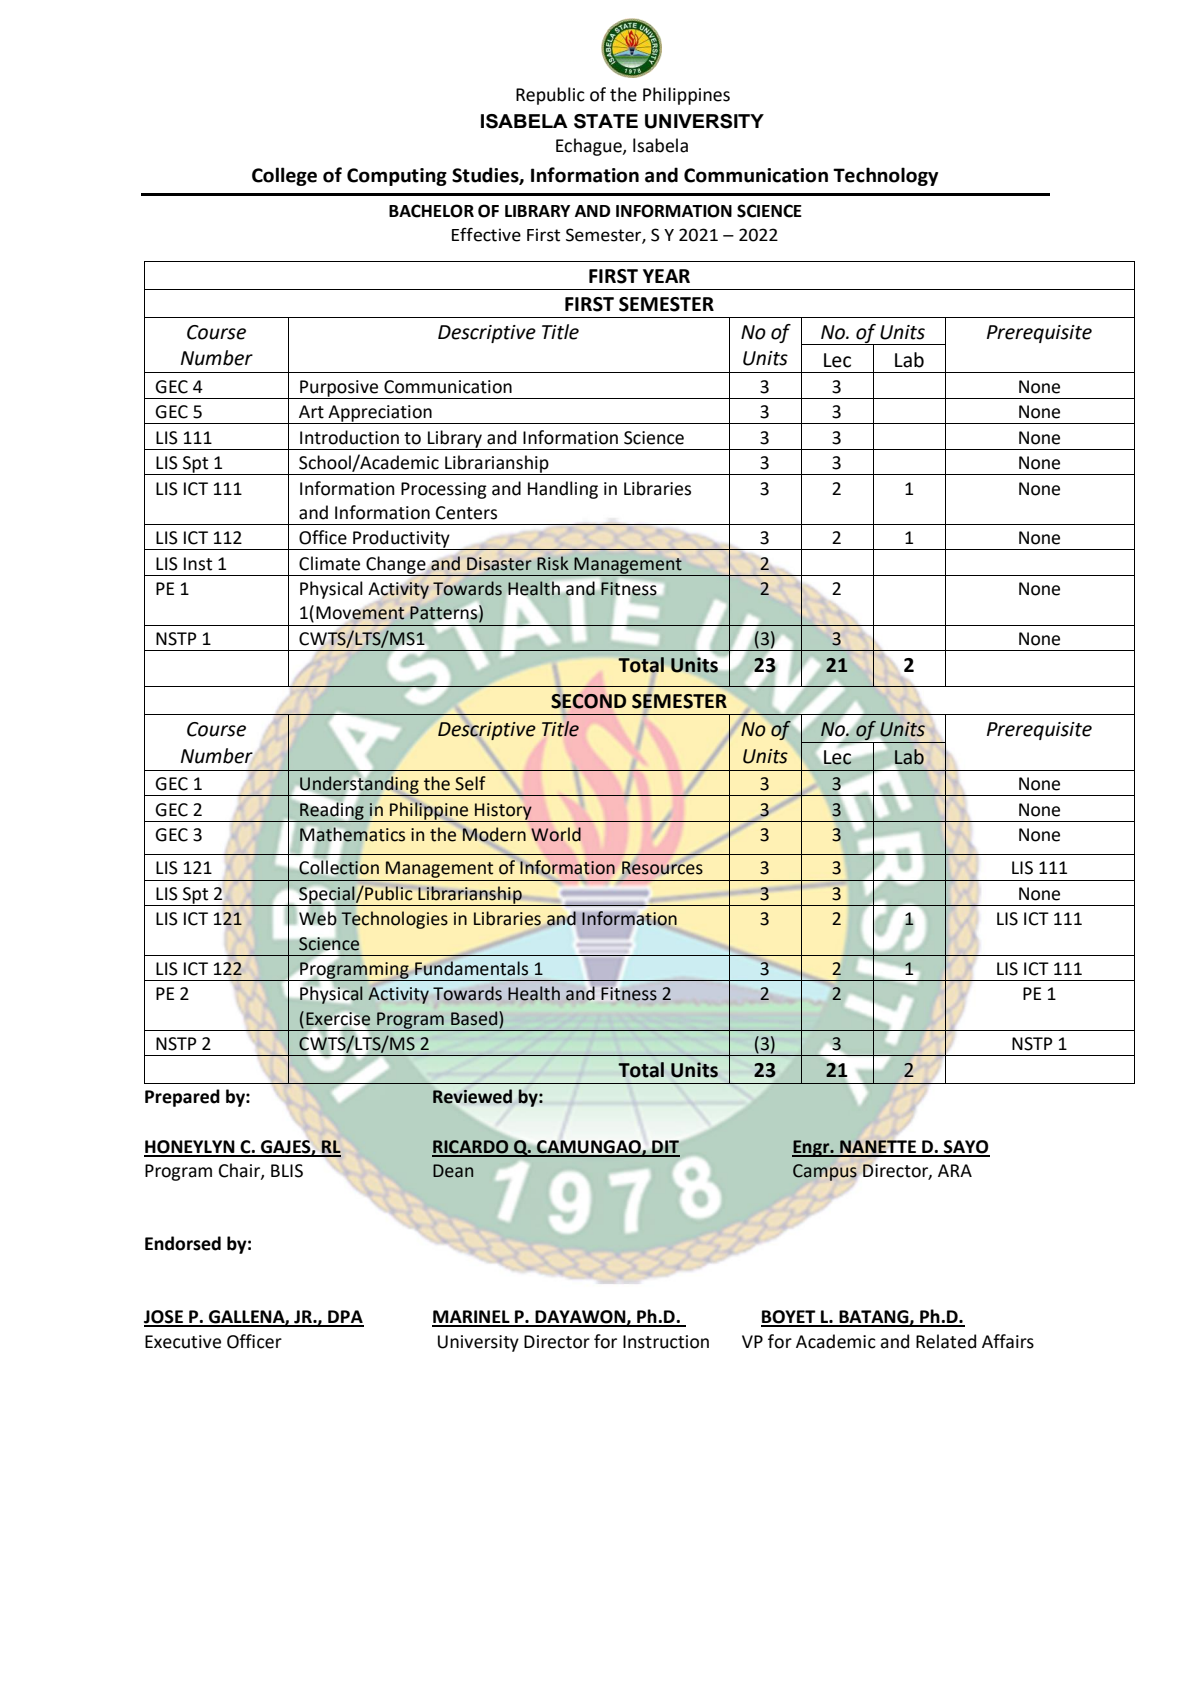 ISABELA STATE UNIVERSITY
1978
Republic of the Philippines
ISABELA STATE UNIVERSITY
Echague, Isabela
College of Computing Studies, Information and Communication Technology
BACHELOR OF LIBRARY AND INFORMATION SCIENCE
Effective First Semester, S Y 2021 – 2022
FIRST YEAR
FIRST SEMESTER
Course Number Descriptive Title No of Units No. of Units Prerequisite
Lec Lab
GEC 4 Purposive Communication 3 3 None
GEC 5 Art Appreciation 3 3 None
LIS 111 Introduction to Library and Information Science 3 3 None
LIS Spt 1 School/Academic Librarianship 3 3 None
LIS ICT 111 Information Processing and Handling in Libraries 3 2 1 None
and Information Centers
LIS ICT 112 Office Productivity 3 2 1 None
LIS Inst 1 Climate Change and Disaster Risk Management 2
PE 1 Physical Activity Towards Health and Fitness 2 2 None
1(Movement Patterns)
NSTP 1 CWTS/LTS/MS1 (3) 3 None
Total Units 23 21 2
SECOND SEMESTER
Course Number Descriptive Title No of Units No. of Units Prerequisite
Lec Lab
GEC 1 Understanding the Self 3 3 None
GEC 2 Reading in Philippine History 3 3 None
GEC 3 Mathematics in the Modern World 3 3 None
LIS 121 Collection Management of Information Resources 3 3 LIS 111
LIS Spt 2 Special/Public Librarianship 3 3 None
LIS ICT 121 Web Technologies in Libraries and Information 3 2 1 LIS ICT 111
Science
LIS ICT 122 Programming Fundamentals 1 3 2 1 LIS ICT 111
PE 2 Physical Activity Towards Health and Fitness 2 2 2 PE 1
(Exercise Program Based)
NSTP 2 CWTS/LTS/MS 2 (3) 3 NSTP 1
Total Units 23 21 2
Prepared by: Reviewed by:
HONEYLYN C. GAJES, RL RICARDO Q. CAMUNGAO, DIT Engr. NANETTE D. SAYO
Program Chair, BLIS Dean Campus Director, ARA
Endorsed by:
JOSE P. GALLENA, JR., DPA MARINEL P. DAYAWON, Ph.D. BOYET L. BATANG, Ph.D.
Executive Officer University Director for Instruction VP for Academic and Related Affairs
ISABELA STATE UNIVERSITY
1978